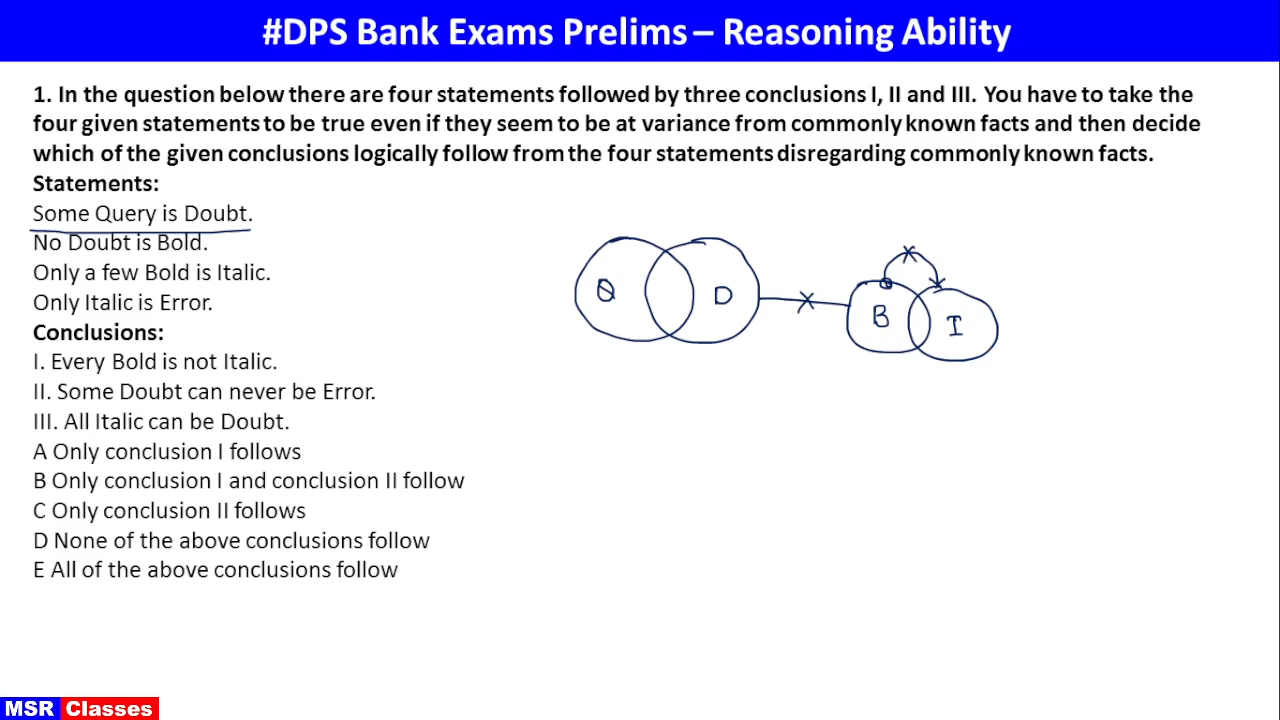 #DPS Bank Exams Prelims – Reasoning Ability
1. In the question below there are four statements followed by three conclusions I, II and III. You have to take the
four given statements to be true even if they seem to be at variance from commonly known facts and then decide
which of the given conclusions logically follow from the four statements disregarding commonly known facts.
Statements:
Some Query is Doubt.
No Doubt is Bold.
Only a few Bold is Italic.
Only Italic is Error.
Conclusions:
I. Every Bold is not Italic.
II. Some Doubt can never be Error.
III. All Italic can be Doubt.
A Only conclusion I follows
B Only conclusion I and conclusion II follow
C Only conclusion II follows
D None of the above conclusions follow
E All of the above conclusions follow
Q D B I
MSR Classes